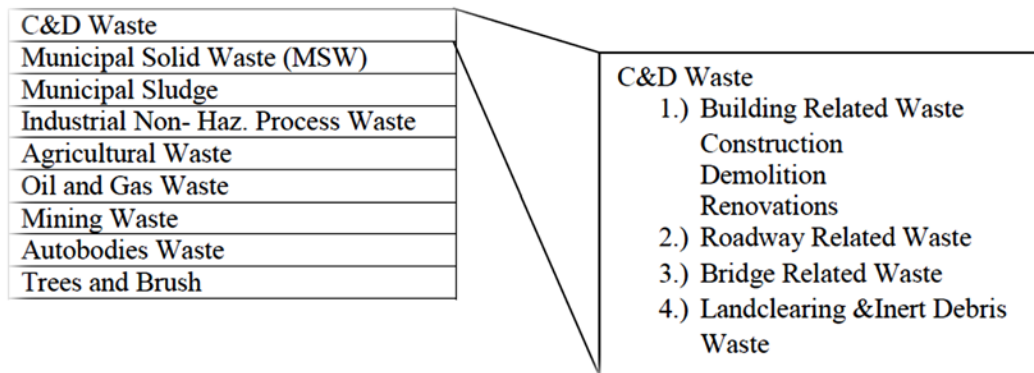 C&D Waste
Municipal Solid Waste (MSW)
Municipal Sludge
Industrial Non- Haz. Process Waste
Agricultural Waste
Oil and Gas Waste
Mining Waste
Autobodies Waste
Trees and Brush
C&D Waste
1.) Building Related Waste
Construction
Demolition
Renovations
2.) Roadway Related Waste
3.) Bridge Related Waste
4.) Landclearing &Inert Debris
Waste